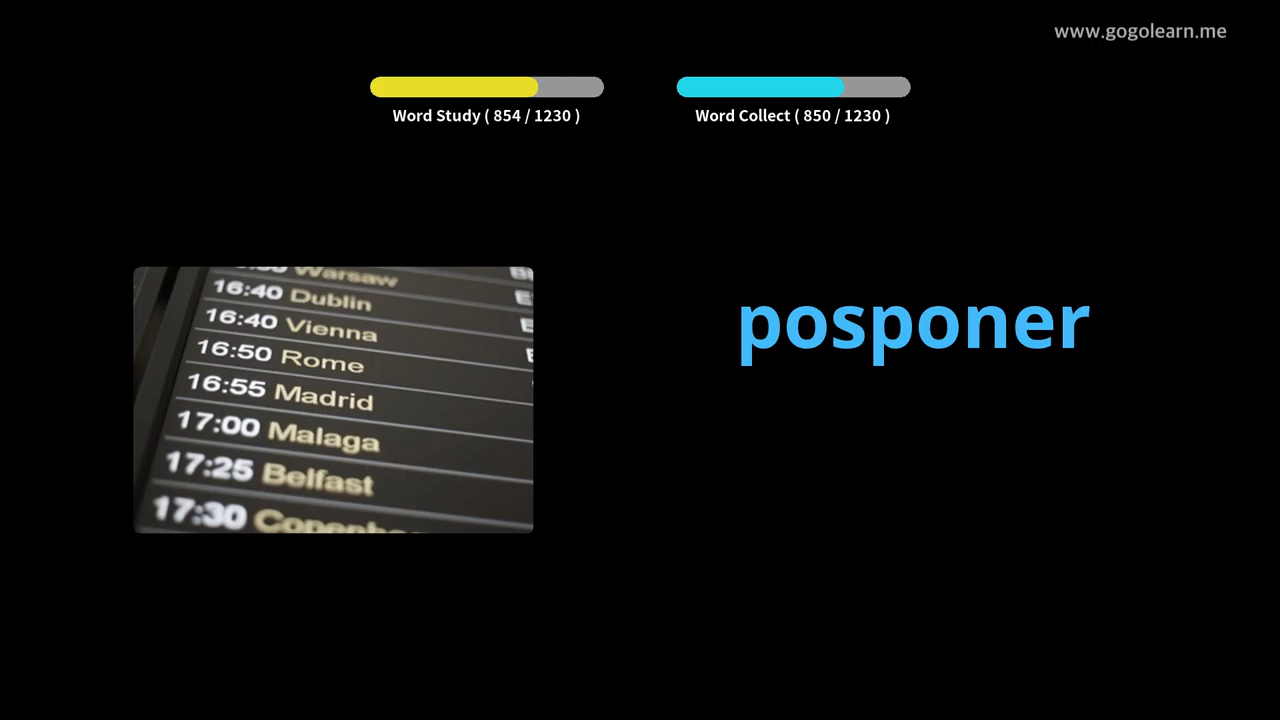 www.gogolearn.me
Word Study ( 854 / 1230 )
Word Collect ( 850 / 1230 )
Warsaw
16:40 Dublin
16:40 Vienna
16:50 Rome
16:55 Madrid
17:00 Malaga
17:25 Belfast
17:30
posponer